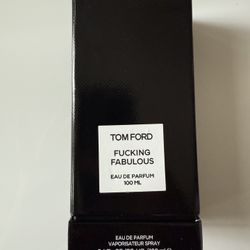 TOM FORD
FUCKING
FABULOUS
EAU DE PARFUM
100 ML
EAU DE PARFUM
VAPORISATEUR SPRAY